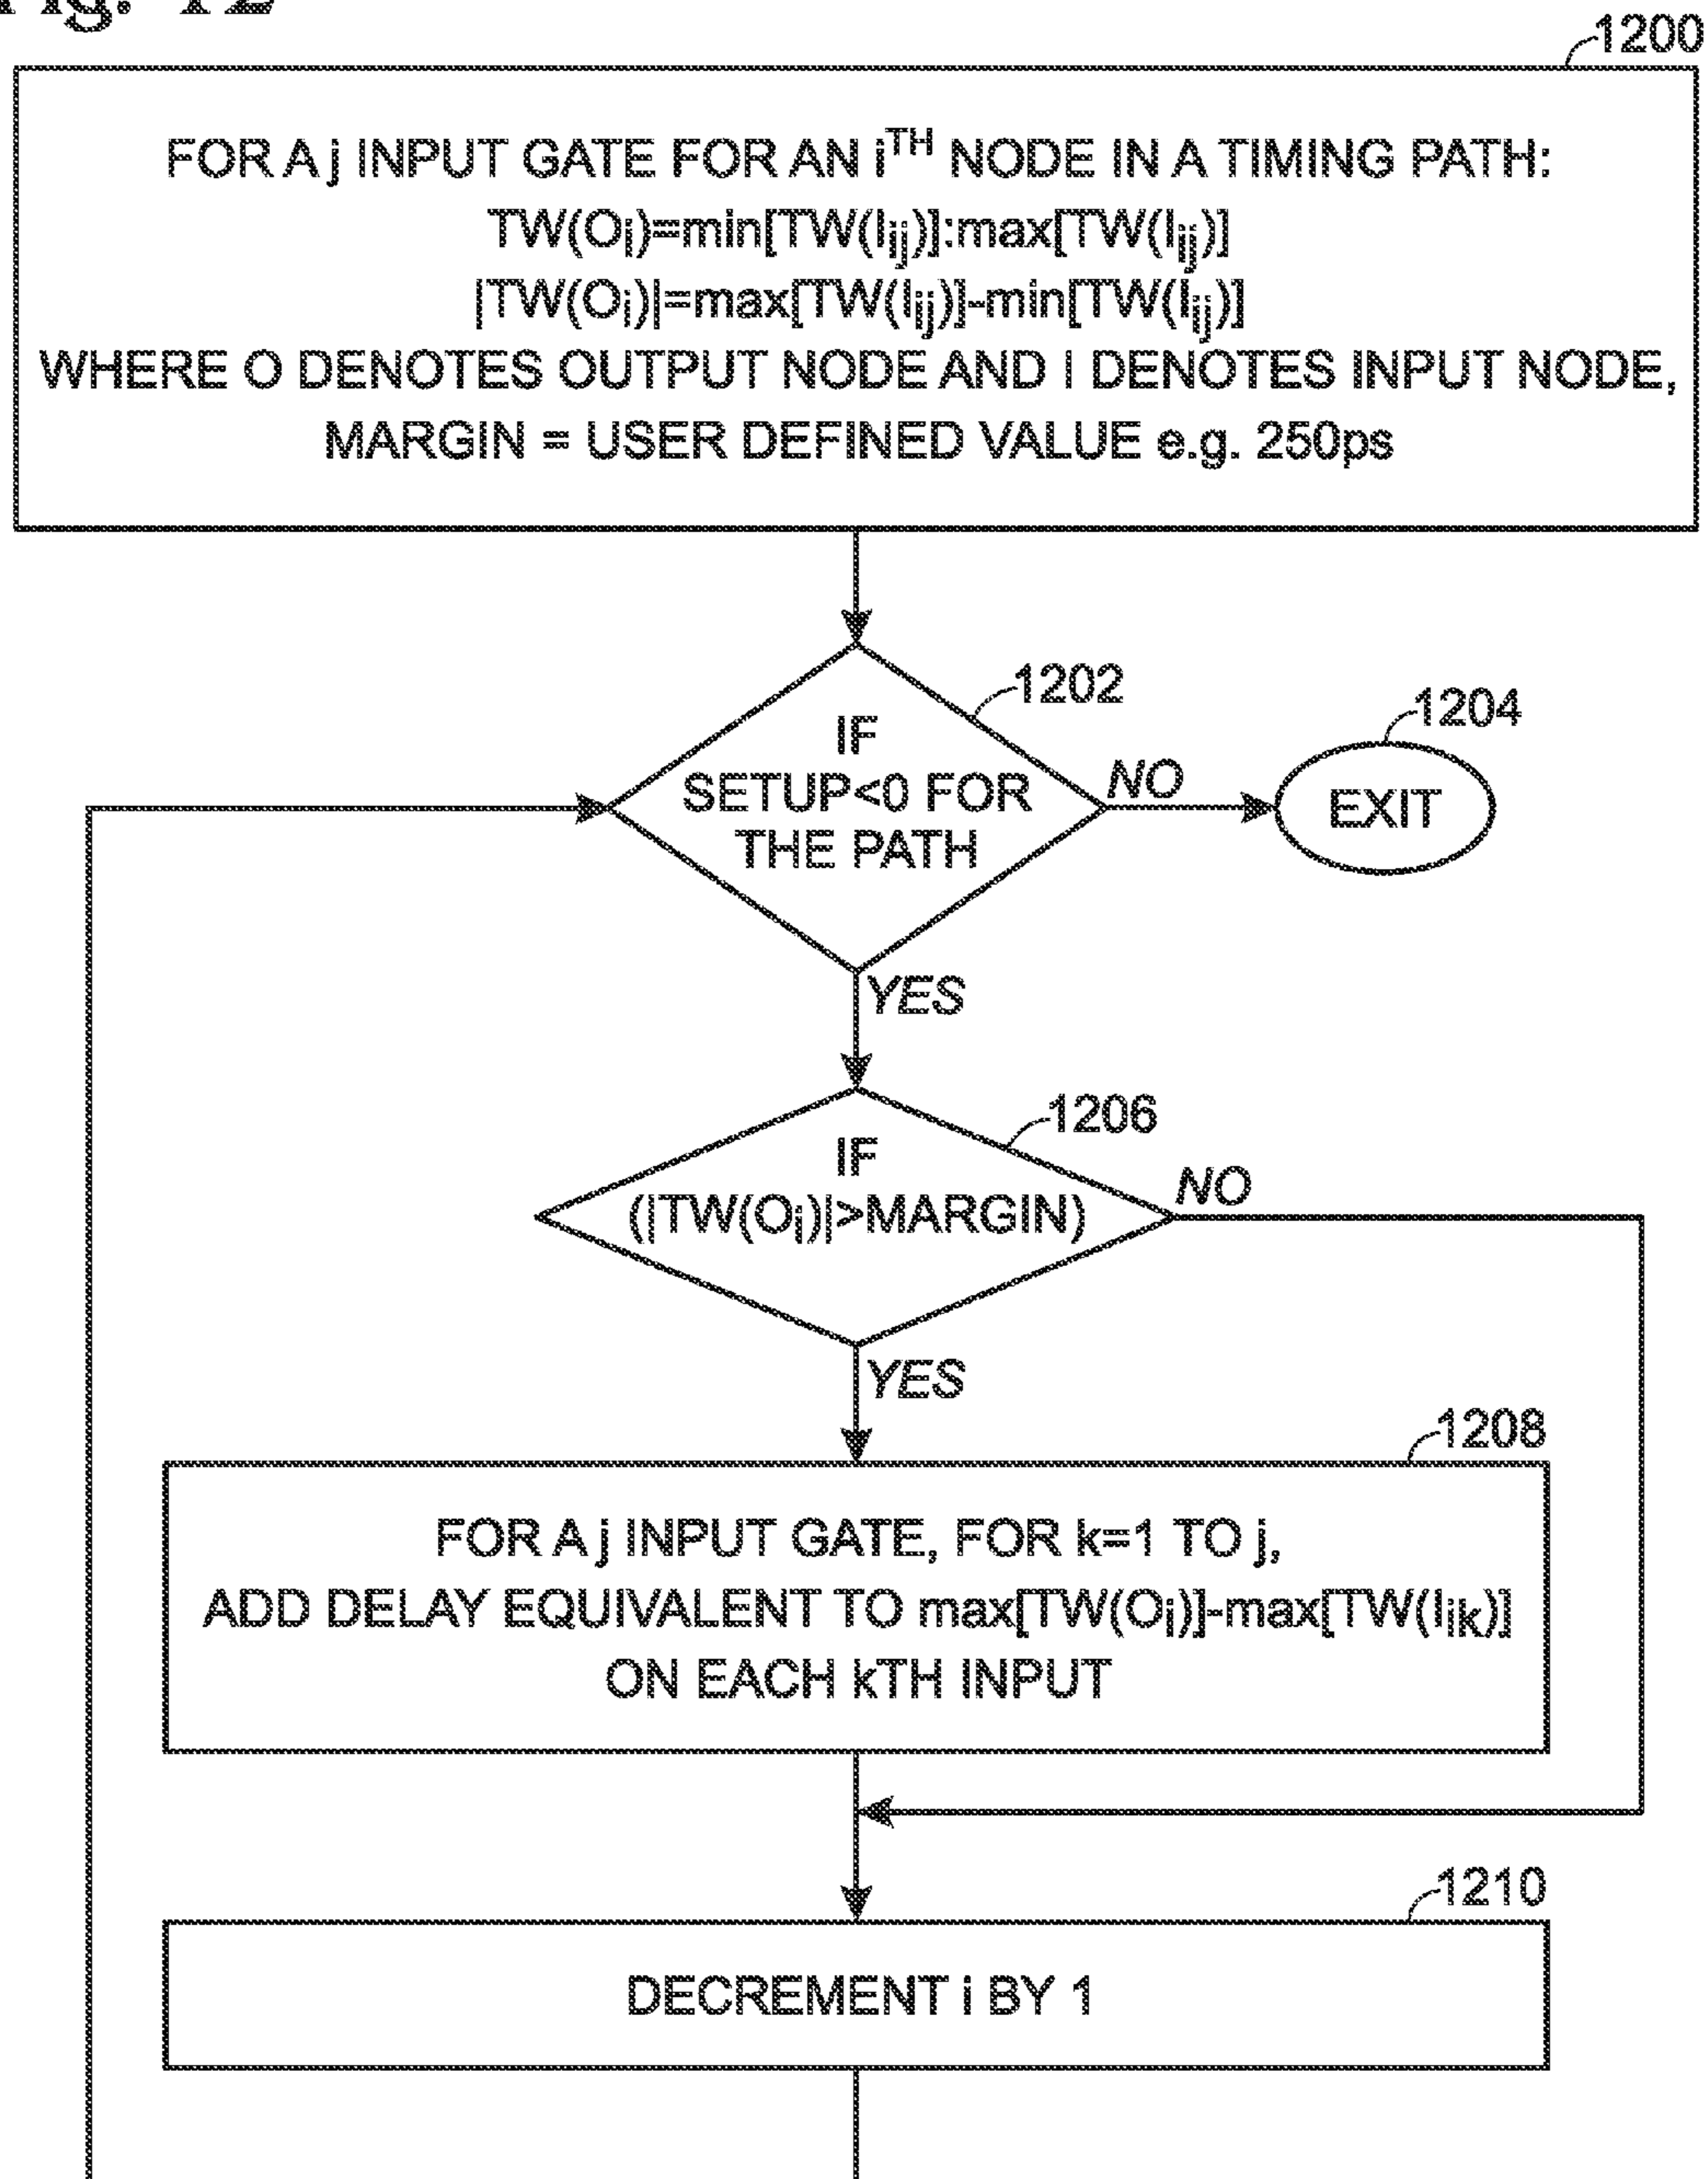 Fig. 12
1200
FOR A j INPUT GATE FOR AN iTH NODE IN A TIMING PATH:
TW(Oi)=min[TW(Iij)]:max[TW(Iij)]
|TW(Oi)|=max[TW(Iij)]-min[TW(Iij)]
WHERE O DENOTES OUTPUT NODE AND I DENOTES INPUT NODE,
MARGIN = USER DEFINED VALUE e.g. 250ps
1202
IF
SETUP<0 FOR
THE PATH
NO
1204
EXIT
YES
1206
IF
(|TW(Oi)|>MARGIN)
NO
YES
1208
FOR A j INPUT GATE, FOR k=1 TO j,
ADD DELAY EQUIVALENT TO max[TW(Oi)]-max[TW(Iik)]
ON EACH kTH INPUT
1210
DECREMENT i BY 1